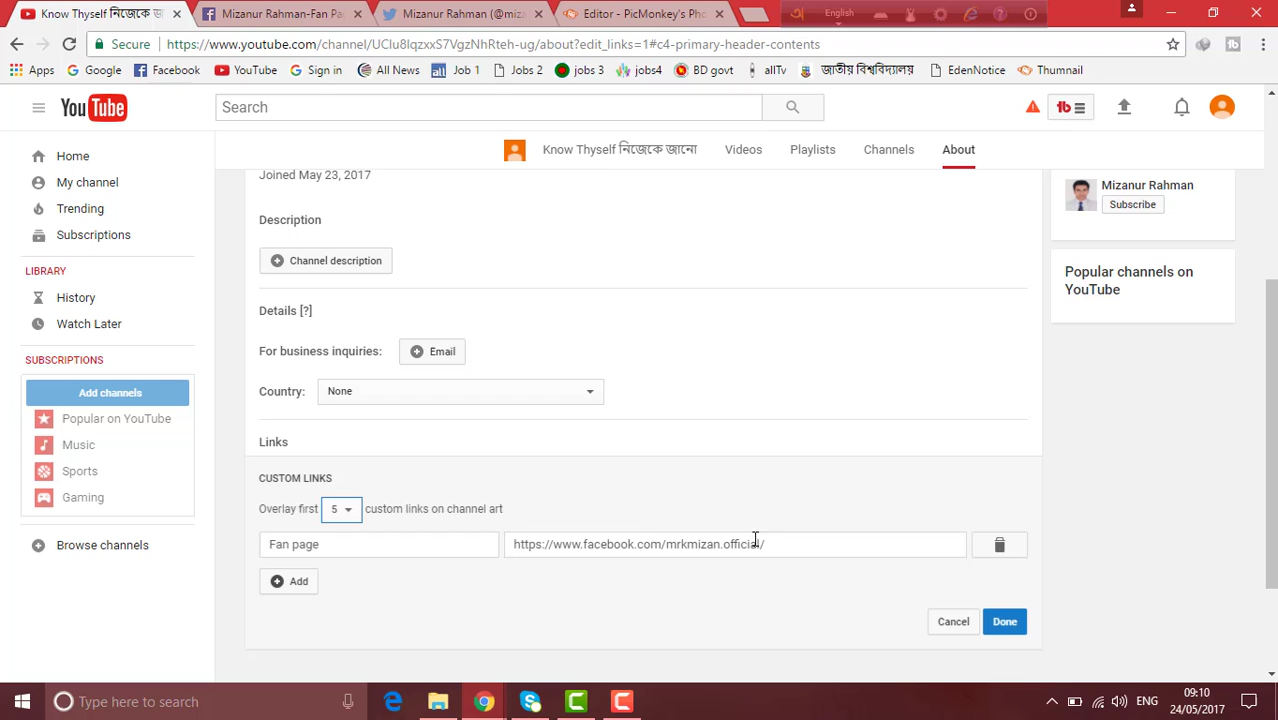 Know Thyself নিজেকে জা
Mizanur Rahman-Fan Pa
Mizanur Rahman (@miza
Editor - PicMonkey's Pho
English
Secure
https://www.youtube.com/channel/UClu8lqzxxS7VgzNhRteh-ug/about?edit_links=1#c4-primary-header-contents
Apps Google Facebook YouTube Sign in All News Job 1 Jobs 2 jobs 3 jobs4 BD govt allTv জাতীয় বিশ্ববিদ্যালয় EdenNotice Thumnail
YouTube
Search
Know Thyself নিজেকে জানো Videos Playlists Channels About
Home
My channel
Trending
Subscriptions
LIBRARY
History
Watch Later
SUBSCRIPTIONS
Add channels
Popular on YouTube
Music
Sports
Gaming
Browse channels
Joined May 23, 2017
Description
Channel description
Details [?]
For business inquiries: Email
Country: None
Links
CUSTOM LINKS
Overlay first 5 custom links on channel art
Fan page https://www.facebook.com/mrkmizan.official/
Add
Cancel Done
Mizanur Rahman
Subscribe
Popular channels on
YouTube
Type here to search
ENG
09:10
24/05/2017